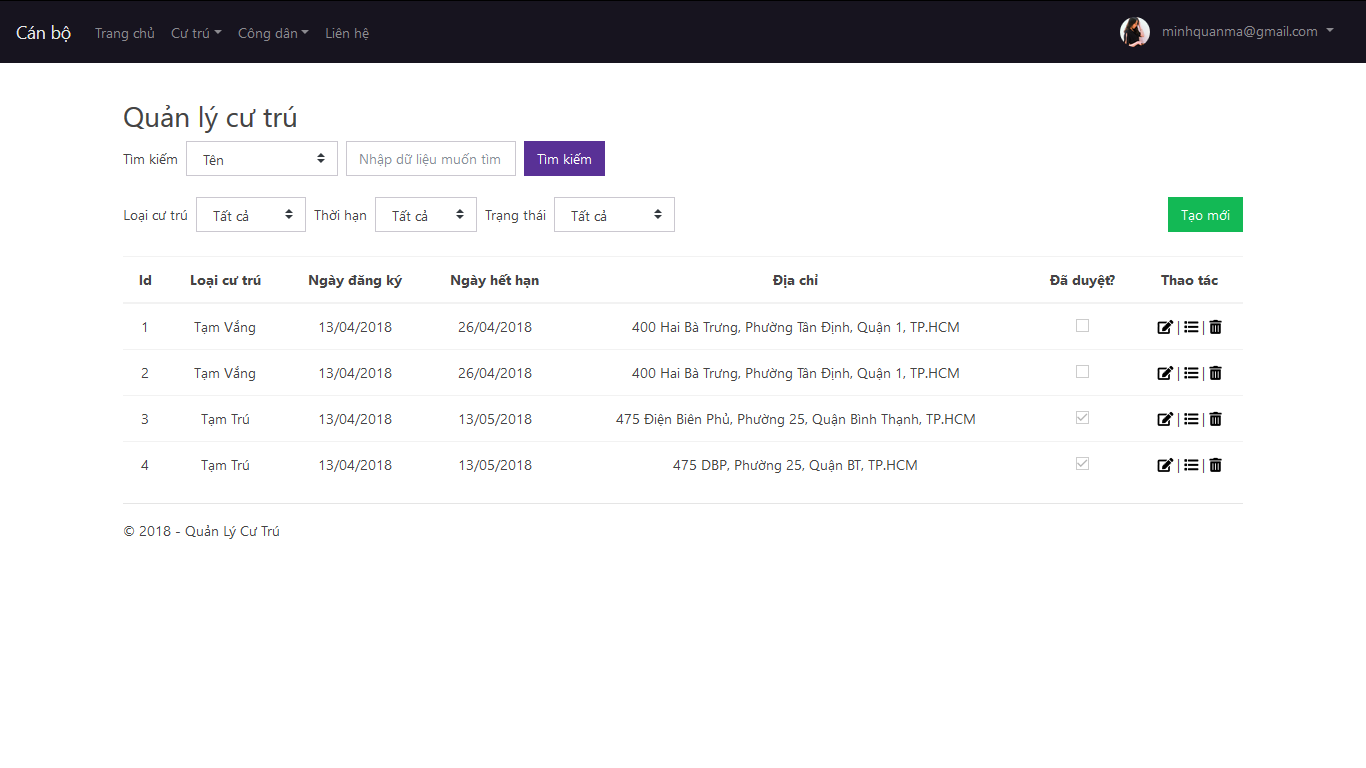 Cán bộ Trang chủ Cư trú Công dân Liên hệ minhquanma@gmail.com
Quản lý cư trú
Tìm kiếm Tên Nhập dữ liệu muốn tìm Tìm kiếm
Loại cư trú Tất cả Thời hạn Tất cả Trạng thái Tất cả Tạo mới
Id Loại cư trú Ngày đăng ký Ngày hết hạn Địa chỉ Đã duyệt? Thao tác
1 Tạm Vắng 13/04/2018 26/04/2018 400 Hai Bà Trưng, Phường Tân Định, Quận 1, TP.HCM | |
2 Tạm Vắng 13/04/2018 26/04/2018 400 Hai Bà Trưng, Phường Tân Định, Quận 1, TP.HCM | |
3 Tạm Trú 13/04/2018 13/05/2018 475 Điện Biên Phủ, Phường 25, Quận Bình Thạnh, TP.HCM | |
4 Tạm Trú 13/04/2018 13/05/2018 475 DBP, Phường 25, Quận BT, TP.HCM | |
© 2018 - Quản Lý Cư Trú